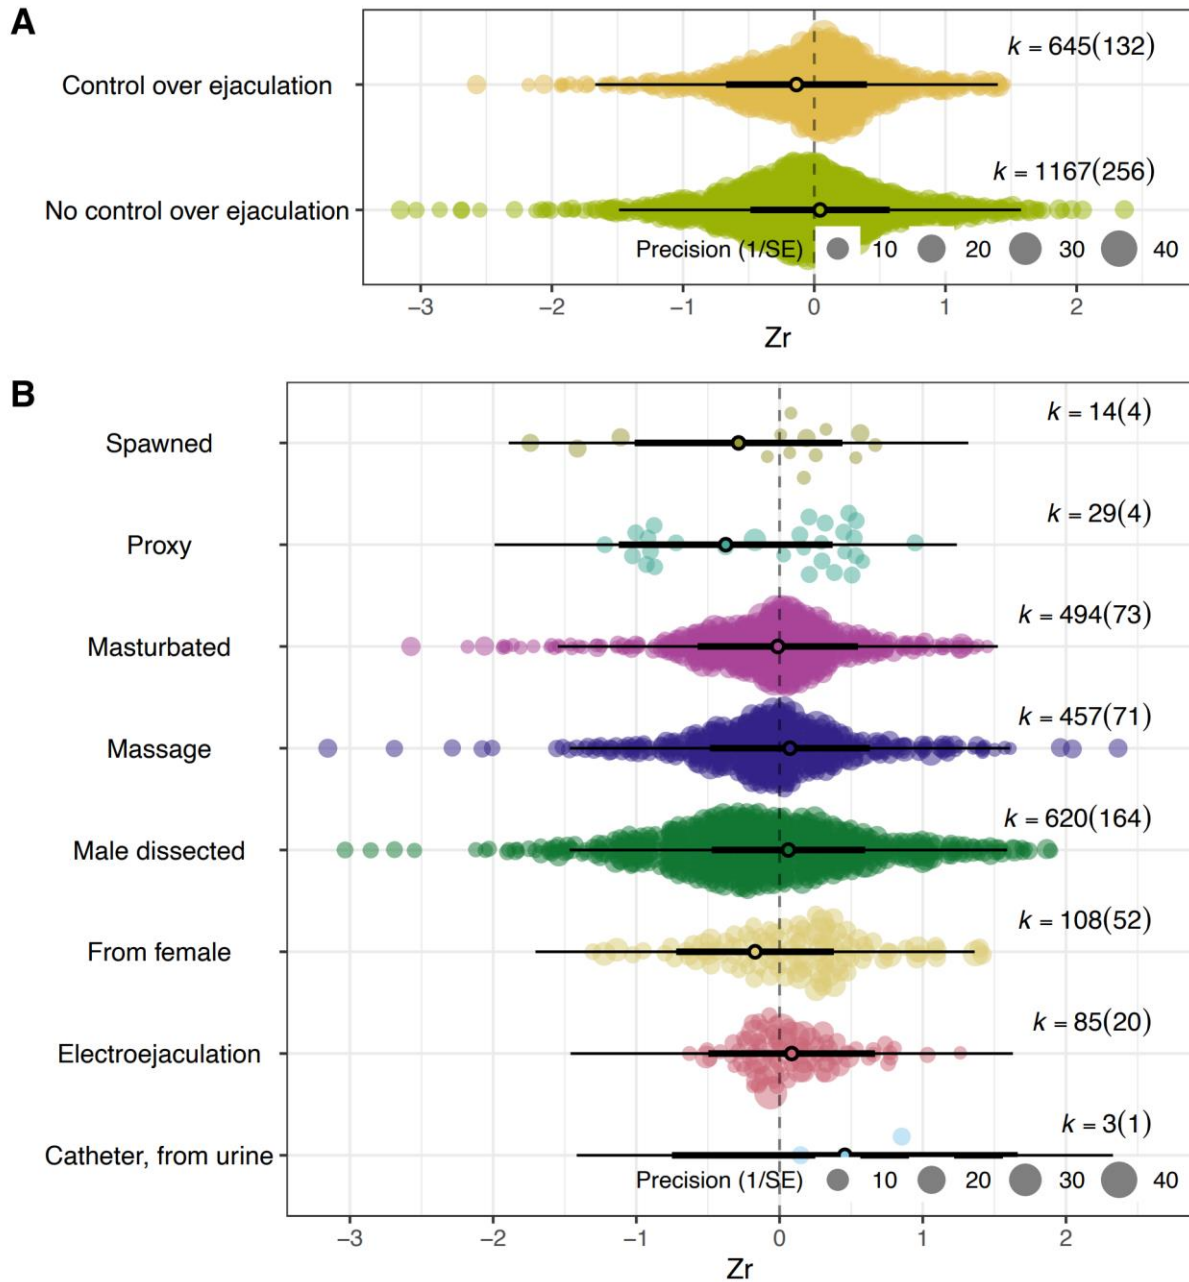 A
Control over ejaculation
k = 645(132)
No control over ejaculation
k = 1167(256)
Precision (1/SE) 10 20 30 40
−3 −2 −1 0 1 2
Zr
B
Spawned
k = 14(4)
Proxy
k = 29(4)
Masturbated
k = 494(73)
Massage
k = 457(71)
Male dissected
k = 620(164)
From female
k = 108(52)
Electroejaculation
k = 85(20)
Catheter, from urine
k = 3(1)
Precision (1/SE) 10 20 30 40
−3 −2 −1 0 1 2
Zr